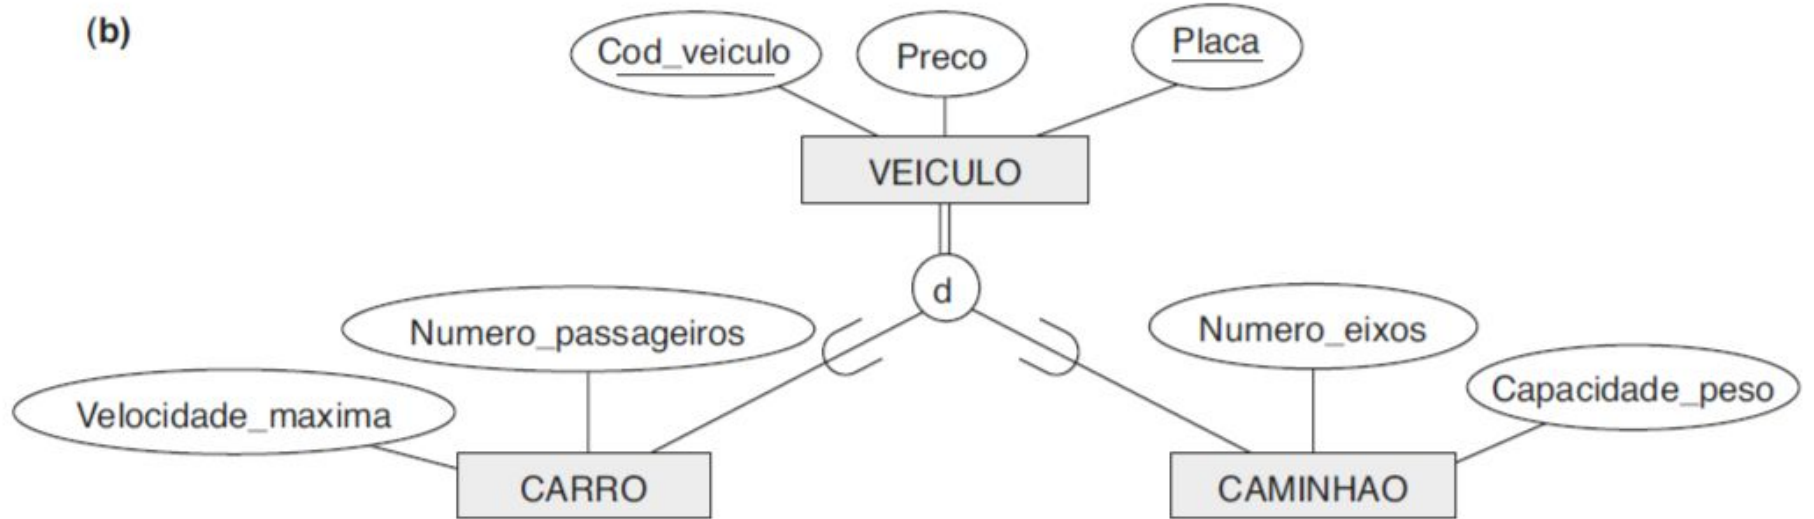 (b)
Cod_veiculo
Preco
Placa
VEICULO
d
Numero_passageiros
Numero_eixos
Velocidade_maxima
Capacidade_peso
CARRO
CAMINHAO